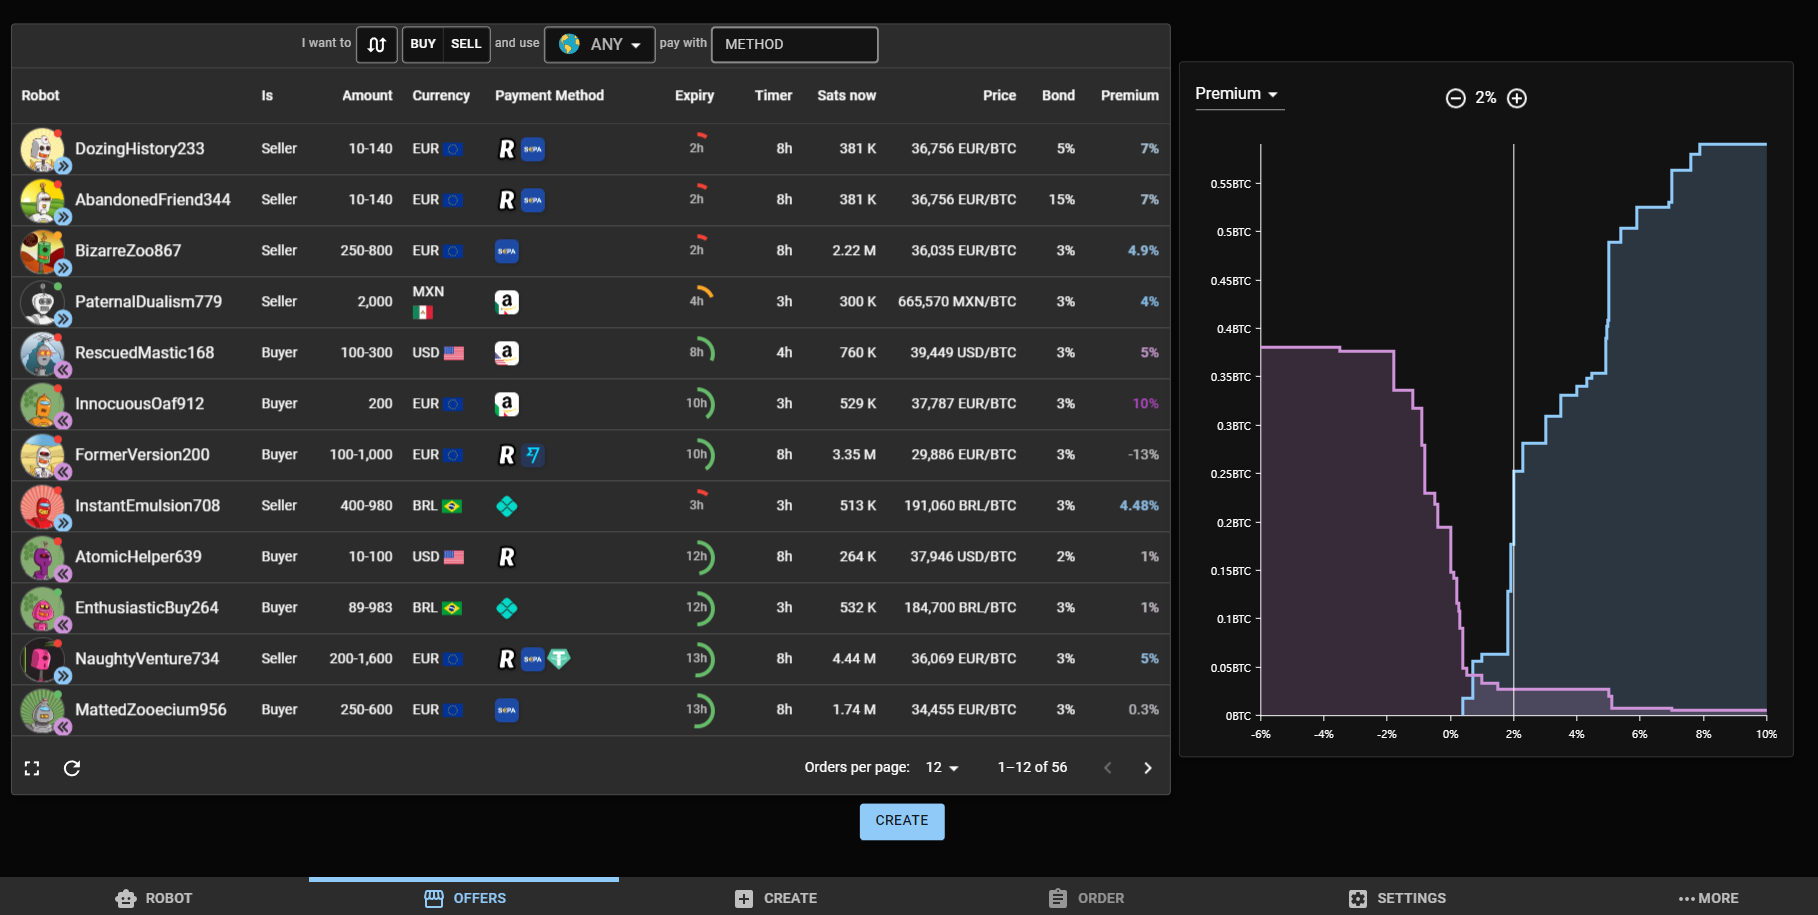 I want to BUY SELL and use ANY pay with METHOD
Robot Is Amount Currency Payment Method Expiry Timer Sats now Price Bond Premium
DozingHistory233 Seller 10-140 EUR R SEPA 2h 8h 381 K 36,756 EUR/BTC 5% 7%
AbandonedFriend344 Seller 10-140 EUR R SEPA 2h 8h 381 K 36,756 EUR/BTC 15% 7%
BizarreZoo867 Seller 250-800 EUR SEPA 2h 8h 2.22 M 36,035 EUR/BTC 3% 4.9%
PaternalDualism779 Seller 2,000 MXN a 4h 3h 300 K 665,570 MXN/BTC 3% 4%
RescuedMastic168 Buyer 100-300 USD a 8h 4h 760 K 39,449 USD/BTC 3% 5%
InnocuousOaf912 Buyer 200 EUR a 10h 3h 529 K 37,787 EUR/BTC 3% 10%
FormerVersion200 Buyer 100-1,000 EUR R 10h 8h 3.35 M 29,886 EUR/BTC 3% -13%
InstantEmulsion708 Seller 400-980 BRL 3h 3h 513 K 191,060 BRL/BTC 3% 4.48%
AtomicHelper639 Buyer 10-100 USD R 12h 8h 264 K 37,946 USD/BTC 2% 1%
EnthusiasticBuy264 Buyer 89-983 BRL 12h 3h 532 K 184,700 BRL/BTC 3% 1%
NaughtyVenture734 Seller 200-1,600 EUR R SEPA T 13h 8h 4.44 M 36,069 EUR/BTC 3% 5%
MattedZooecium956 Buyer 250-600 EUR SEPA 13h 8h 1.74 M 34,455 EUR/BTC 3% 0.3%
Orders per page: 12 1–12 of 56
Premium 2%
0.55BTC
0.5BTC
0.45BTC
0.4BTC
0.35BTC
0.3BTC
0.25BTC
0.2BTC
0.15BTC
0.1BTC
0.05BTC
0BTC
-6% -4% -2% 0% 2% 4% 6% 8% 10%
CREATE
ROBOT OFFERS CREATE ORDER SETTINGS MORE